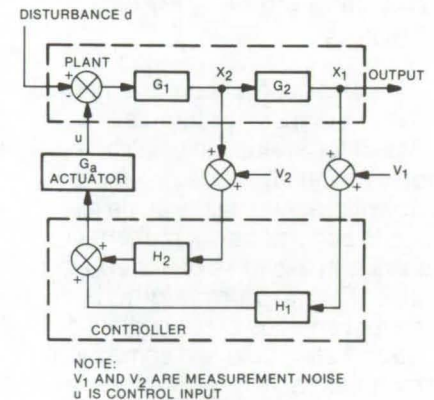 DISTURBANCE d
PLANT
+
-
G₁
X₂
G₂
X₁
OUTPUT
u
Gₐ
ACTUATOR
+
+
V₂
+
+
V₁
+
+
H₂
H₁
CONTROLLER
NOTE:
V₁ AND V₂ ARE MEASUREMENT NOISE
u IS CONTROL INPUT